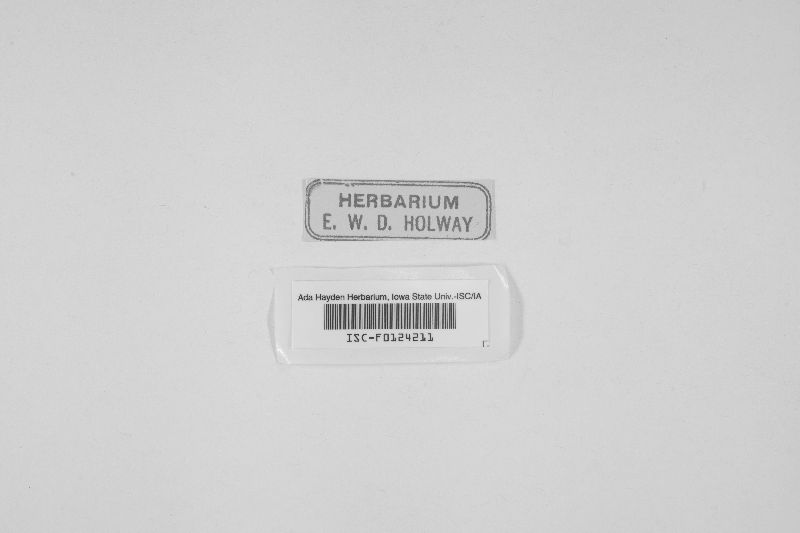 HERBARIUM
E. W. D. HOLWAY
Ada Hayden Herbarium, Iowa State Univ.-ISC/IA
ISC-F0124211